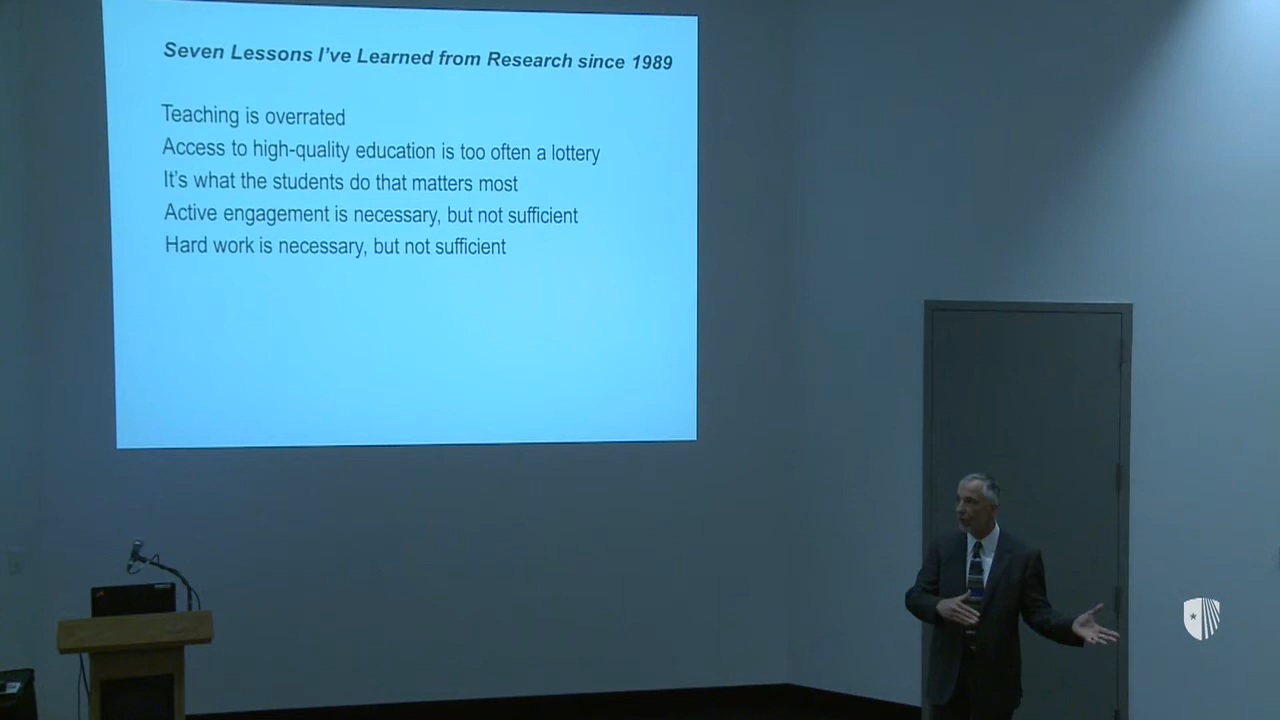 Seven Lessons I've Learned from Research since 1989
Teaching is overrated
Access to high-quality education is too often a lottery
It's what the students do that matters most
Active engagement is necessary, but not sufficient
Hard work is necessary, but not sufficient